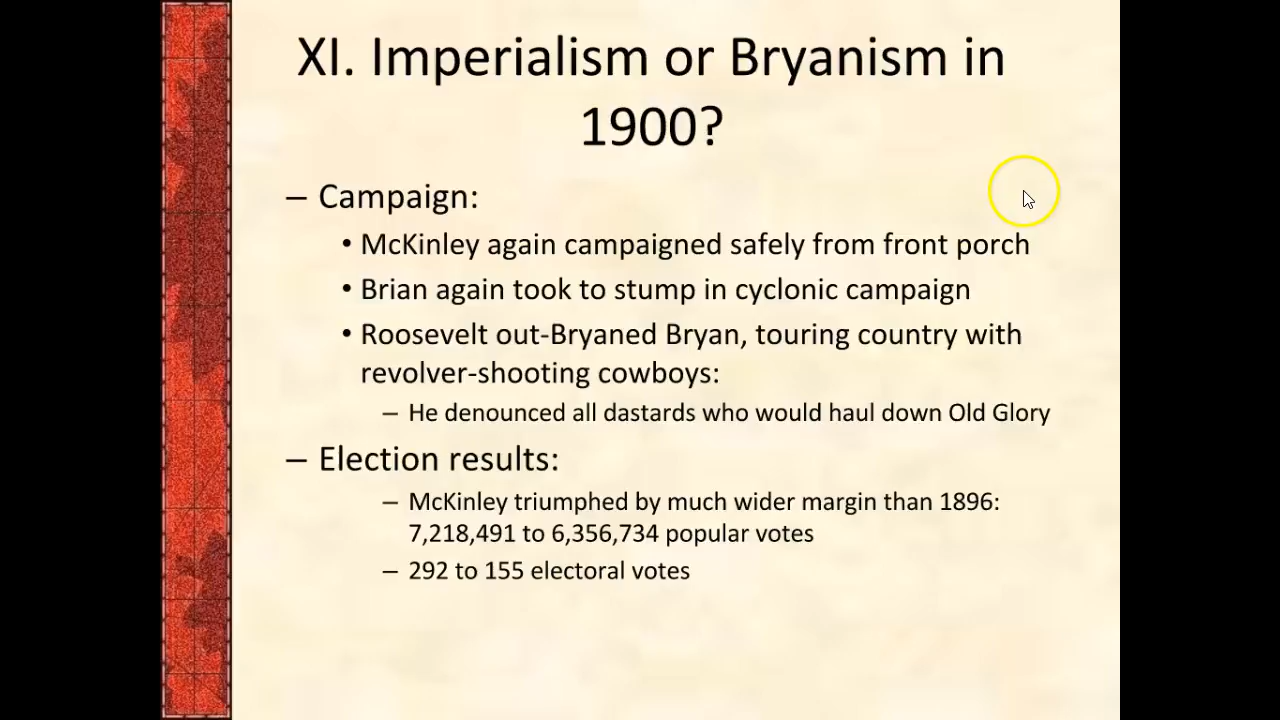 XI. Imperialism or Bryanism in
1900?
– Campaign:
• McKinley again campaigned safely from front porch
• Brian again took to stump in cyclonic campaign
• Roosevelt out-Bryaned Bryan, touring country with
revolver-shooting cowboys:
– He denounced all dastards who would haul down Old Glory
– Election results:
– McKinley triumphed by much wider margin than 1896:
7,218,491 to 6,356,734 popular votes
– 292 to 155 electoral votes